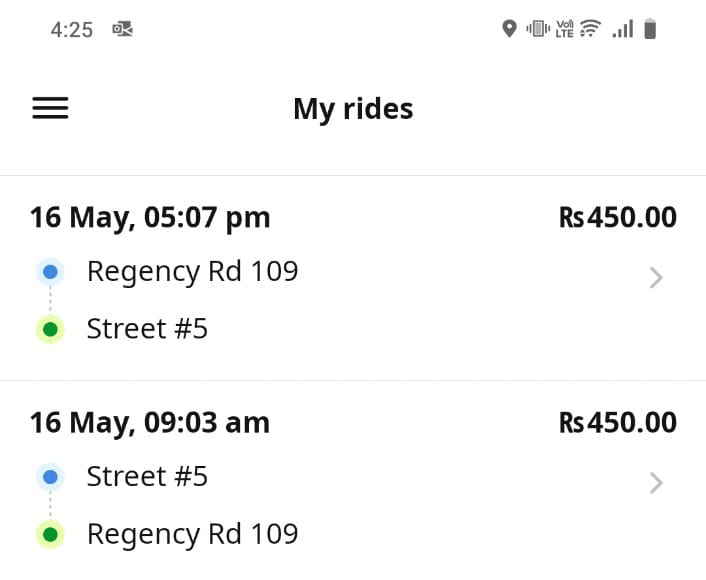 4:25
Vo) LTE
My rides
16 May, 05:07 pm Rs450.00
Regency Rd 109
Street #5
16 May, 09:03 am Rs450.00
Street #5
Regency Rd 109